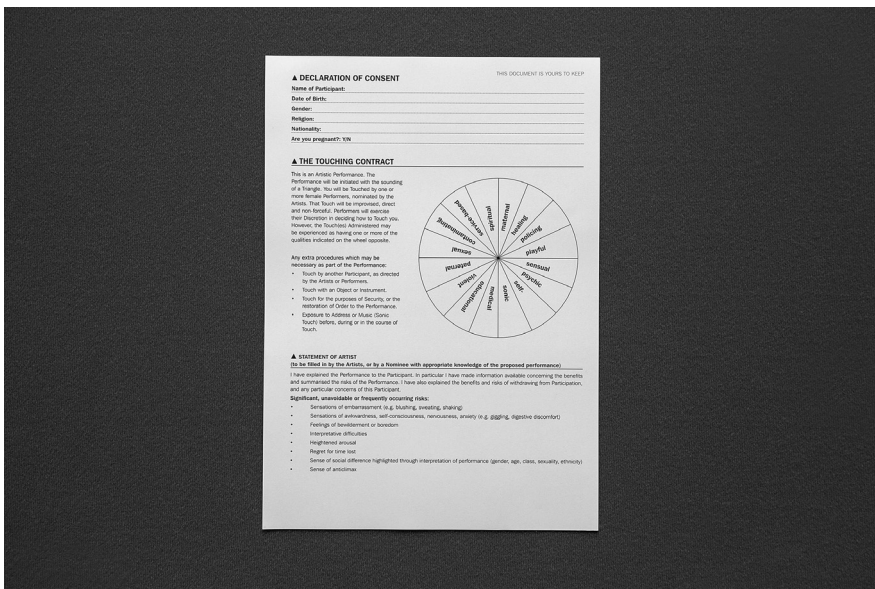 THIS DOCUMENT IS YOURS TO KEEP
▲ DECLARATION OF CONSENT
Name of Participant:
Date of Birth:
Gender:
Religion:
Nationality:
Are you pregnant?: Y/N
▲ THE TOUCHING CONTRACT
This is an Artistic Performance. The
Performance will be initiated with the sounding
of a Triangle. You will be Touched by one or
more female Performers, nominated by the
Artists. That Touch will be improvised, direct
and non-forceful. Performers will exercise
their Discretion in deciding how to Touch you.
However, the Touch(es) Administered may
be experienced as having one or more of the
qualities indicated on the wheel opposite.
Any extra procedures which may be
necessary as part of the Performance:
• Touch by another Participant, as directed
by the Artists or Performers.
• Touch with an Object or Instrument.
• Touch for the purposes of Security, or the
restoration of Order to the Performance.
• Exposure to Address or Music (Sonic
Touch) before, during or in the course of
Touch.
maternal
healing
policing
playful
sensual
psychic
self-
sonic
medical
educational
violent
paternal
sexual
contaminating
service-based
spiritual
▲ STATEMENT OF ARTIST
(to be filled in by the Artists, or by a Nominee with appropriate knowledge of the proposed performance)
I have explained the Performance to the Participant. In particular I have made information available concerning the benefits
and summarised the risks of the Performance. I have also explained the benefits and risks of withdrawing from Participation,
and any particular concerns of this Participant.
Significant, unavoidable or frequently occurring risks:
• Sensations of embarrassment (e.g. blushing, sweating, shaking)
• Sensations of awkwardness, self-consciousness, nervousness, anxiety (e.g. giggling, digestive discomfort)
• Feelings of bewilderment or boredom
• Interpretative difficulties
• Heightened arousal
• Regret for time lost
• Sense of social difference highlighted through interpretation of performance (gender, age, class, sexuality, ethnicity)
• Sense of anticlimax